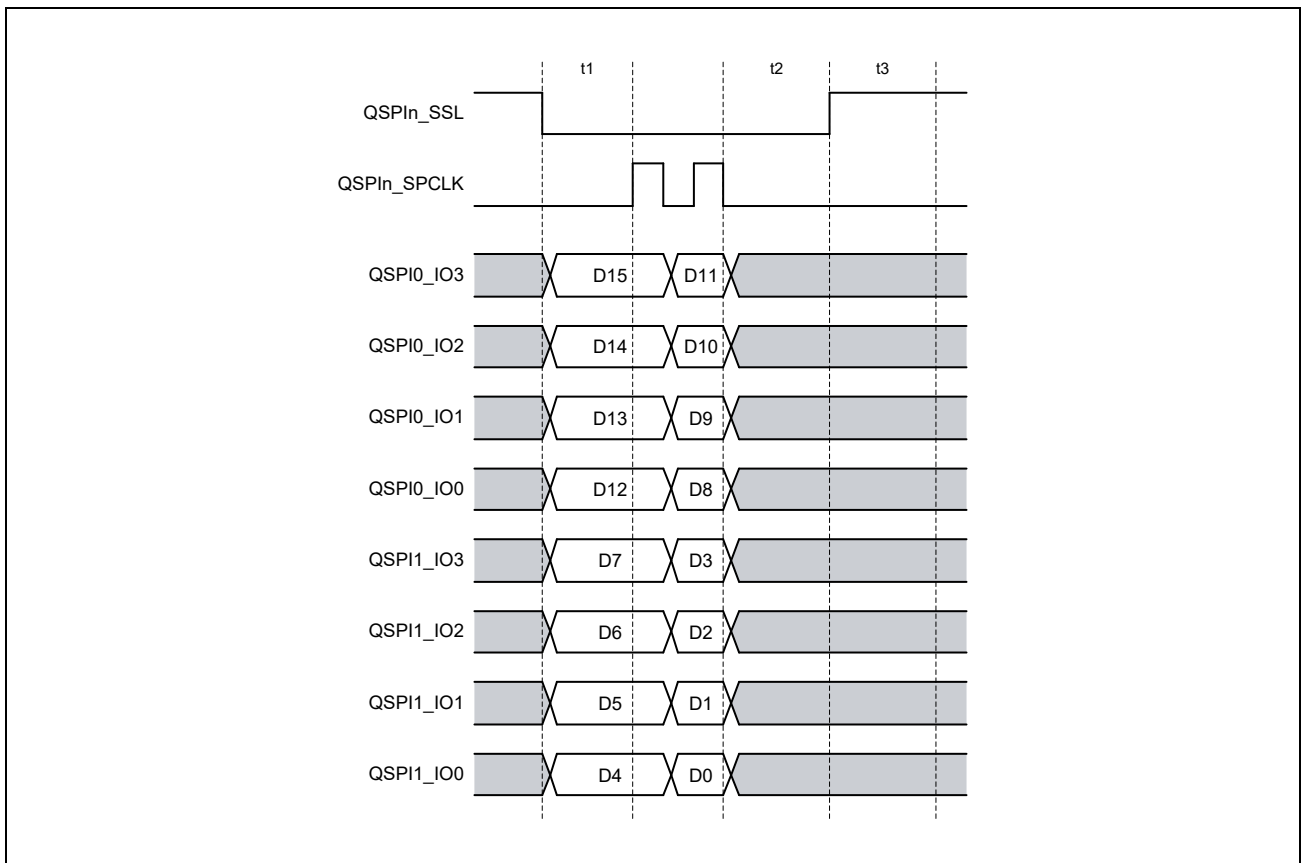 t1 t2 t3
QSPIn_SSL
QSPIn_SPCLK
QSPI0_IO3 D15 D11
QSPI0_IO2 D14 D10
QSPI0_IO1 D13 D9
QSPI0_IO0 D12 D8
QSPI1_IO3 D7 D3
QSPI1_IO2 D6 D2
QSPI1_IO1 D5 D1
QSPI1_IO0 D4 D0